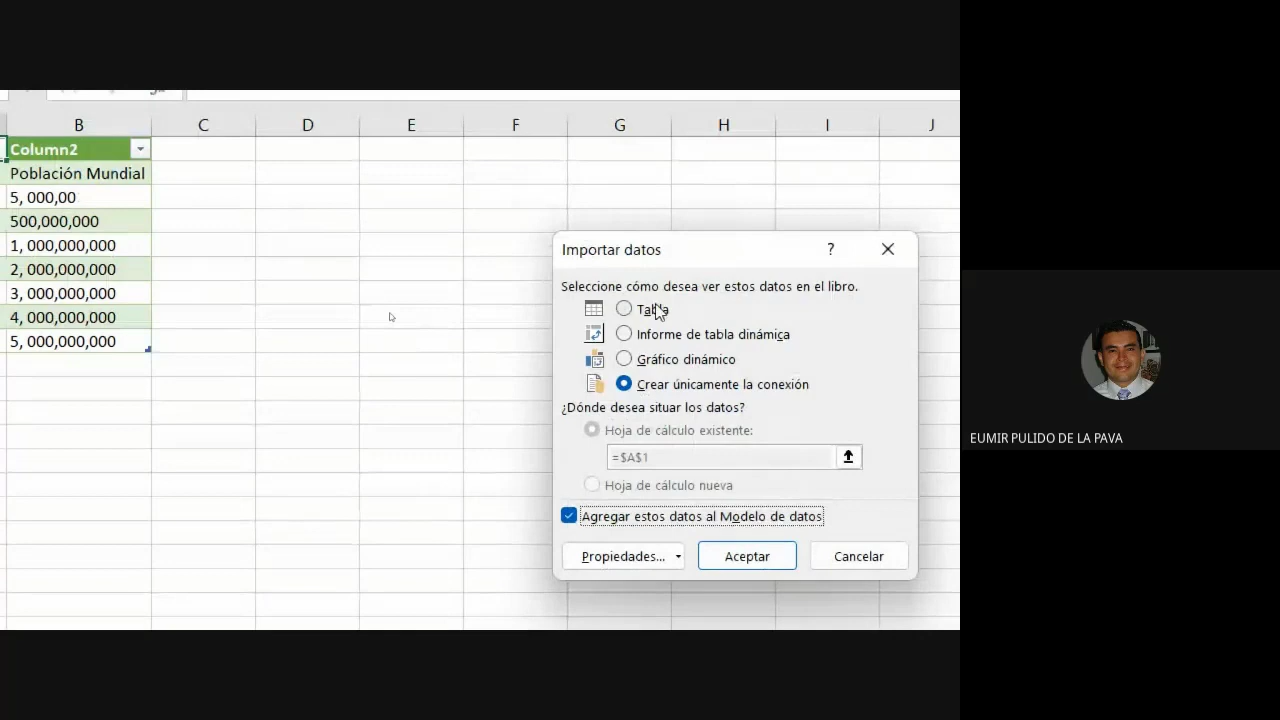 B C D E F G H I J
Column2
Población Mundial
5, 000,00
500,000,000
1, 000,000,000
2, 000,000,000
3, 000,000,000
4, 000,000,000
5, 000,000,000
Importar datos ?
Seleccione cómo desea ver estos datos en el libro.
Tabla
Informe de tabla dinámica
Gráfico dinámico
Crear únicamente la conexión
¿Dónde desea situar los datos?
Hoja de cálculo existente:
=$A$1
Hoja de cálculo nueva
Agregar estos datos al Modelo de datos
Propiedades... Aceptar Cancelar
EUMIR PULIDO DE LA PAVA